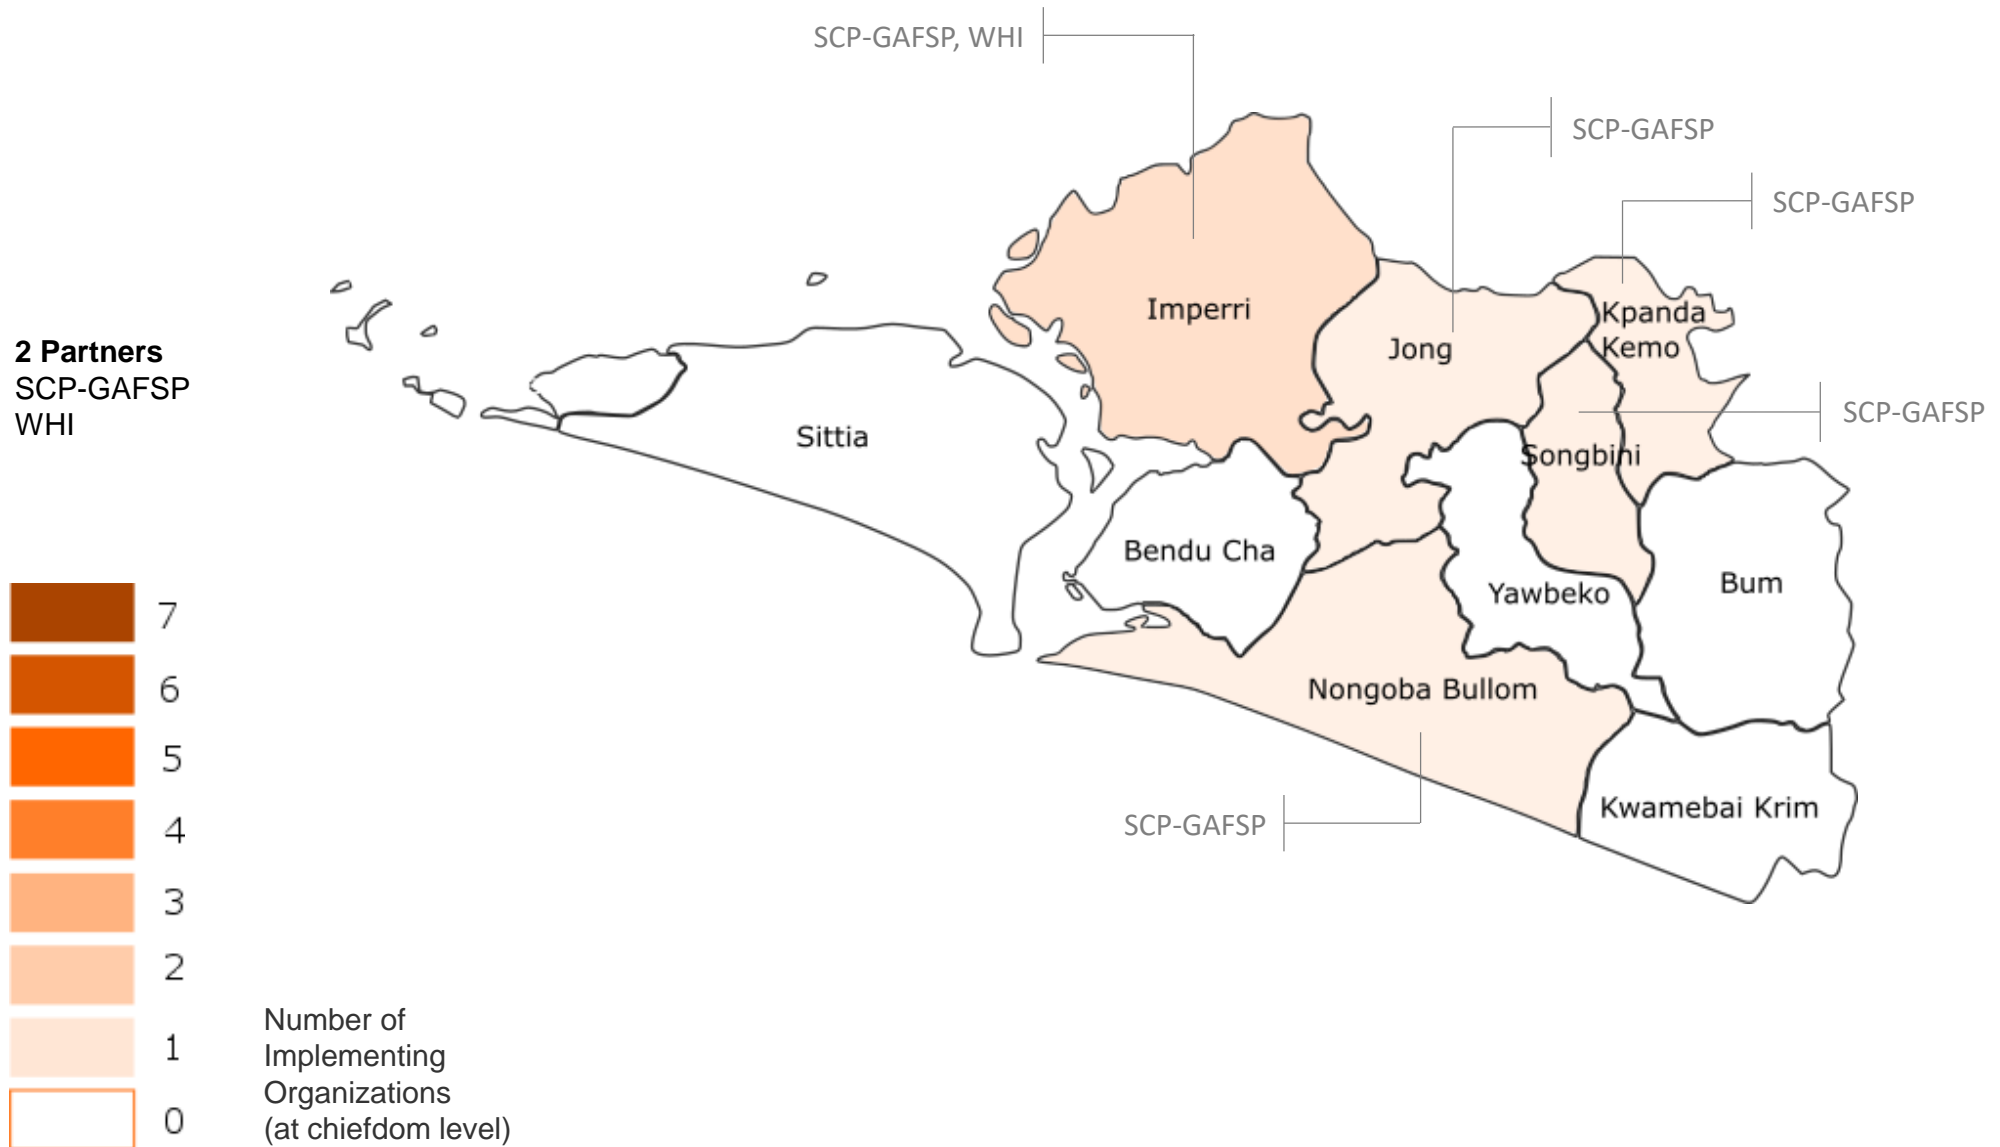 SCP-GAFSP, WHI
SCP-GAFSP
SCP-GAFSP
Imperri
Kpanda
Kemo
Jong
2 Partners
SCP-GAFSP
WHI
SCP-GAFSP
Sittia
Songbini
Bendu Cha
Yawbeko
Bum
Nongoba Bullom
Kwamebai Krim
SCP-GAFSP
7
6
5
4
3
2
1
0
Number of
Implementing
Organizations
(at chiefdom level)